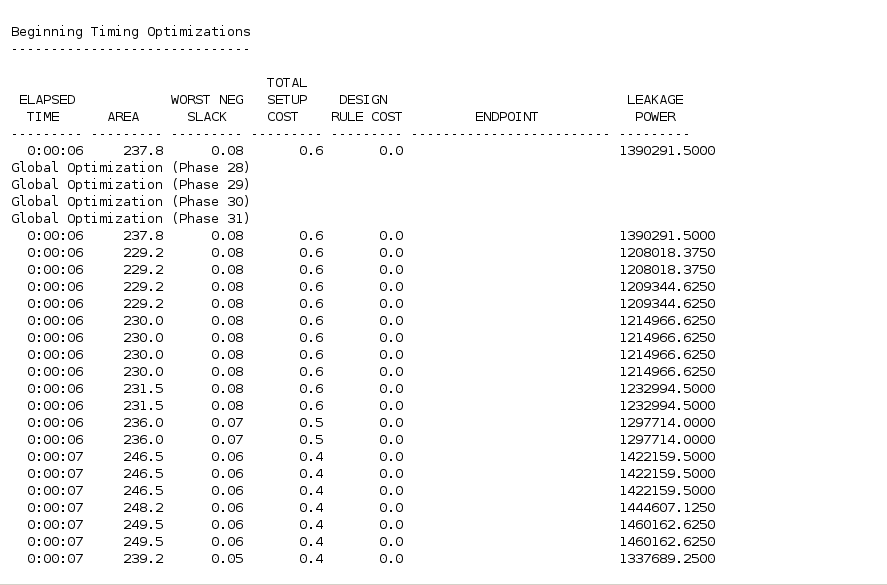 Beginning Timing Optimizations
------------------------------
                                TOTAL
 ELAPSED            WORST NEG   SETUP    DESIGN                              LEAKAGE
  TIME      AREA      SLACK     COST    RULE COST         ENDPOINT            POWER
--------- --------- --------- --------- --------- ------------------------- ---------
  0:00:06     237.8      0.08       0.6       0.0                           1390291.5000
Global Optimization (Phase 28)
Global Optimization (Phase 29)
Global Optimization (Phase 30)
Global Optimization (Phase 31)
  0:00:06     237.8      0.08       0.6       0.0                           1390291.5000
  0:00:06     229.2      0.08       0.6       0.0                           1208018.3750
  0:00:06     229.2      0.08       0.6       0.0                           1208018.3750
  0:00:06     229.2      0.08       0.6       0.0                           1209344.6250
  0:00:06     229.2      0.08       0.6       0.0                           1209344.6250
  0:00:06     230.0      0.08       0.6       0.0                           1214966.6250
  0:00:06     230.0      0.08       0.6       0.0                           1214966.6250
  0:00:06     230.0      0.08       0.6       0.0                           1214966.6250
  0:00:06     230.0      0.08       0.6       0.0                           1214966.6250
  0:00:06     231.5      0.08       0.6       0.0                           1232994.5000
  0:00:06     231.5      0.08       0.6       0.0                           1232994.5000
  0:00:06     236.0      0.07       0.5       0.0                           1297714.0000
  0:00:06     236.0      0.07       0.5       0.0                           1297714.0000
  0:00:07     246.5      0.06       0.4       0.0                           1422159.5000
  0:00:07     246.5      0.06       0.4       0.0                           1422159.5000
  0:00:07     246.5      0.06       0.4       0.0                           1422159.5000
  0:00:07     248.2      0.06       0.4       0.0                           1444607.1250
  0:00:07     249.5      0.06       0.4       0.0                           1460162.6250
  0:00:07     249.5      0.06       0.4       0.0                           1460162.6250
  0:00:07     239.2      0.05       0.4       0.0                           1337689.2500